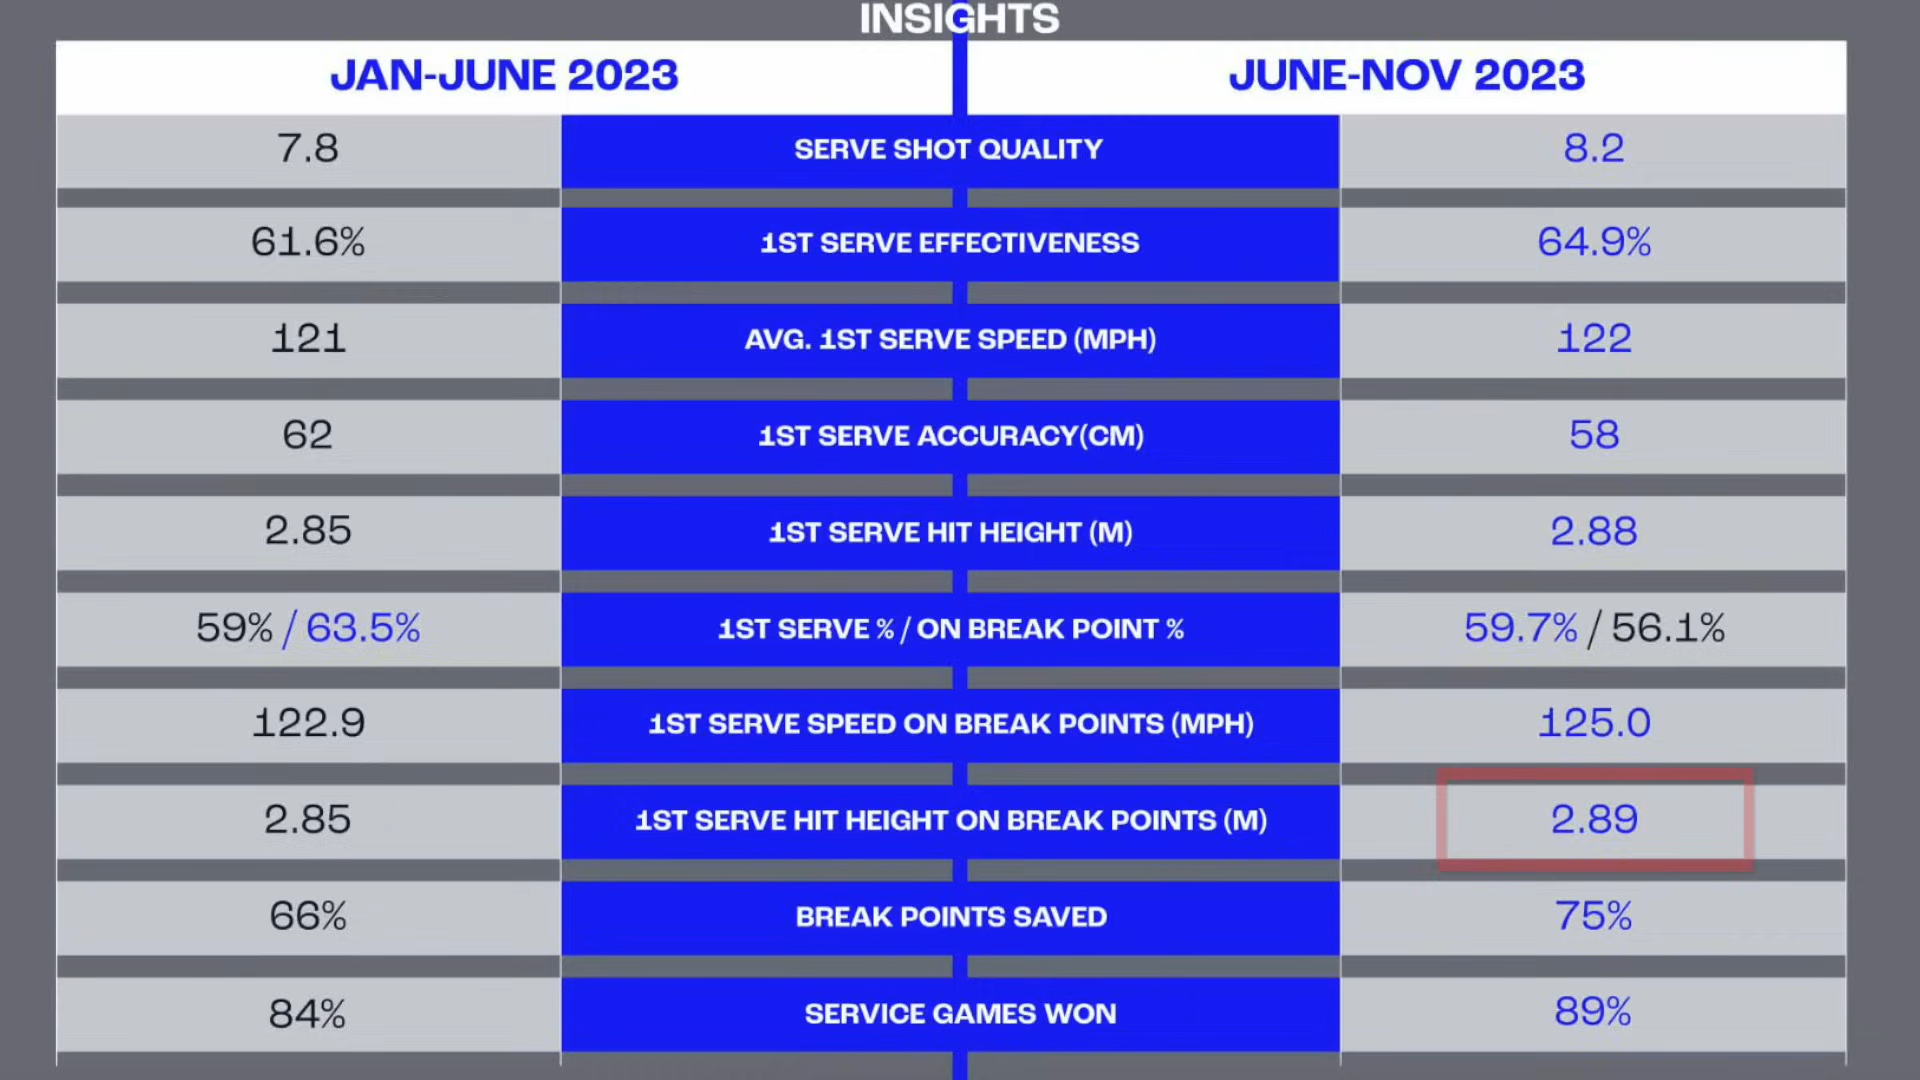 INSIGHTS
JAN-JUNE 2023 JUNE-NOV 2023
7.8 SERVE SHOT QUALITY 8.2
61.6% 1ST SERVE EFFECTIVENESS 64.9%
121 AVG. 1ST SERVE SPEED (MPH) 122
62 1ST SERVE ACCURACY(CM) 58
2.85 1ST SERVE HIT HEIGHT (M) 2.88
59% / 63.5% 1ST SERVE % / ON BREAK POINT % 59.7% / 56.1%
122.9 1ST SERVE SPEED ON BREAK POINTS (MPH) 125.0
2.85 1ST SERVE HIT HEIGHT ON BREAK POINTS (M) 2.89
66% BREAK POINTS SAVED 75%
84% SERVICE GAMES WON 89%